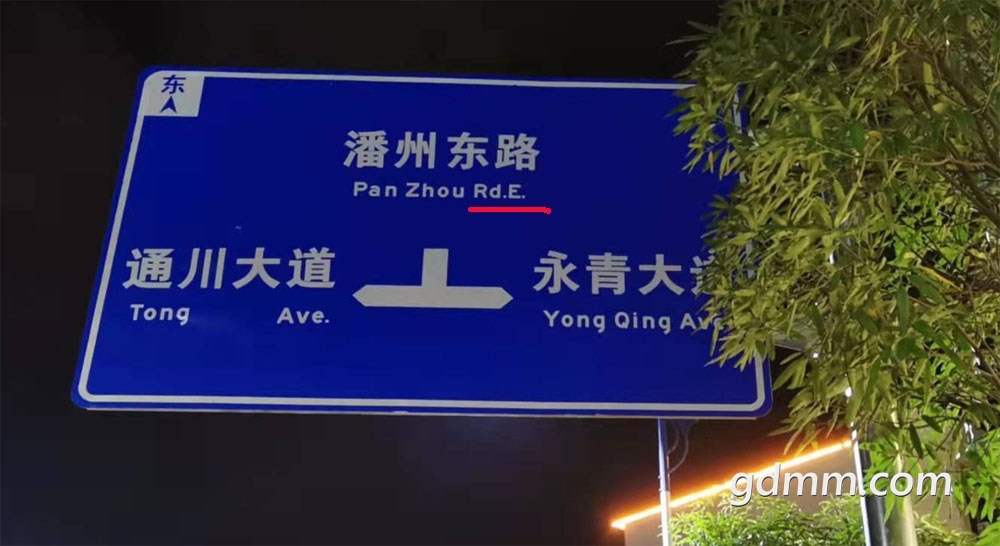 东
潘州东路
Pan Zhou Rd.E.
通川大道
Tong Ave.
永青大
Yong Qing
gdmm.com